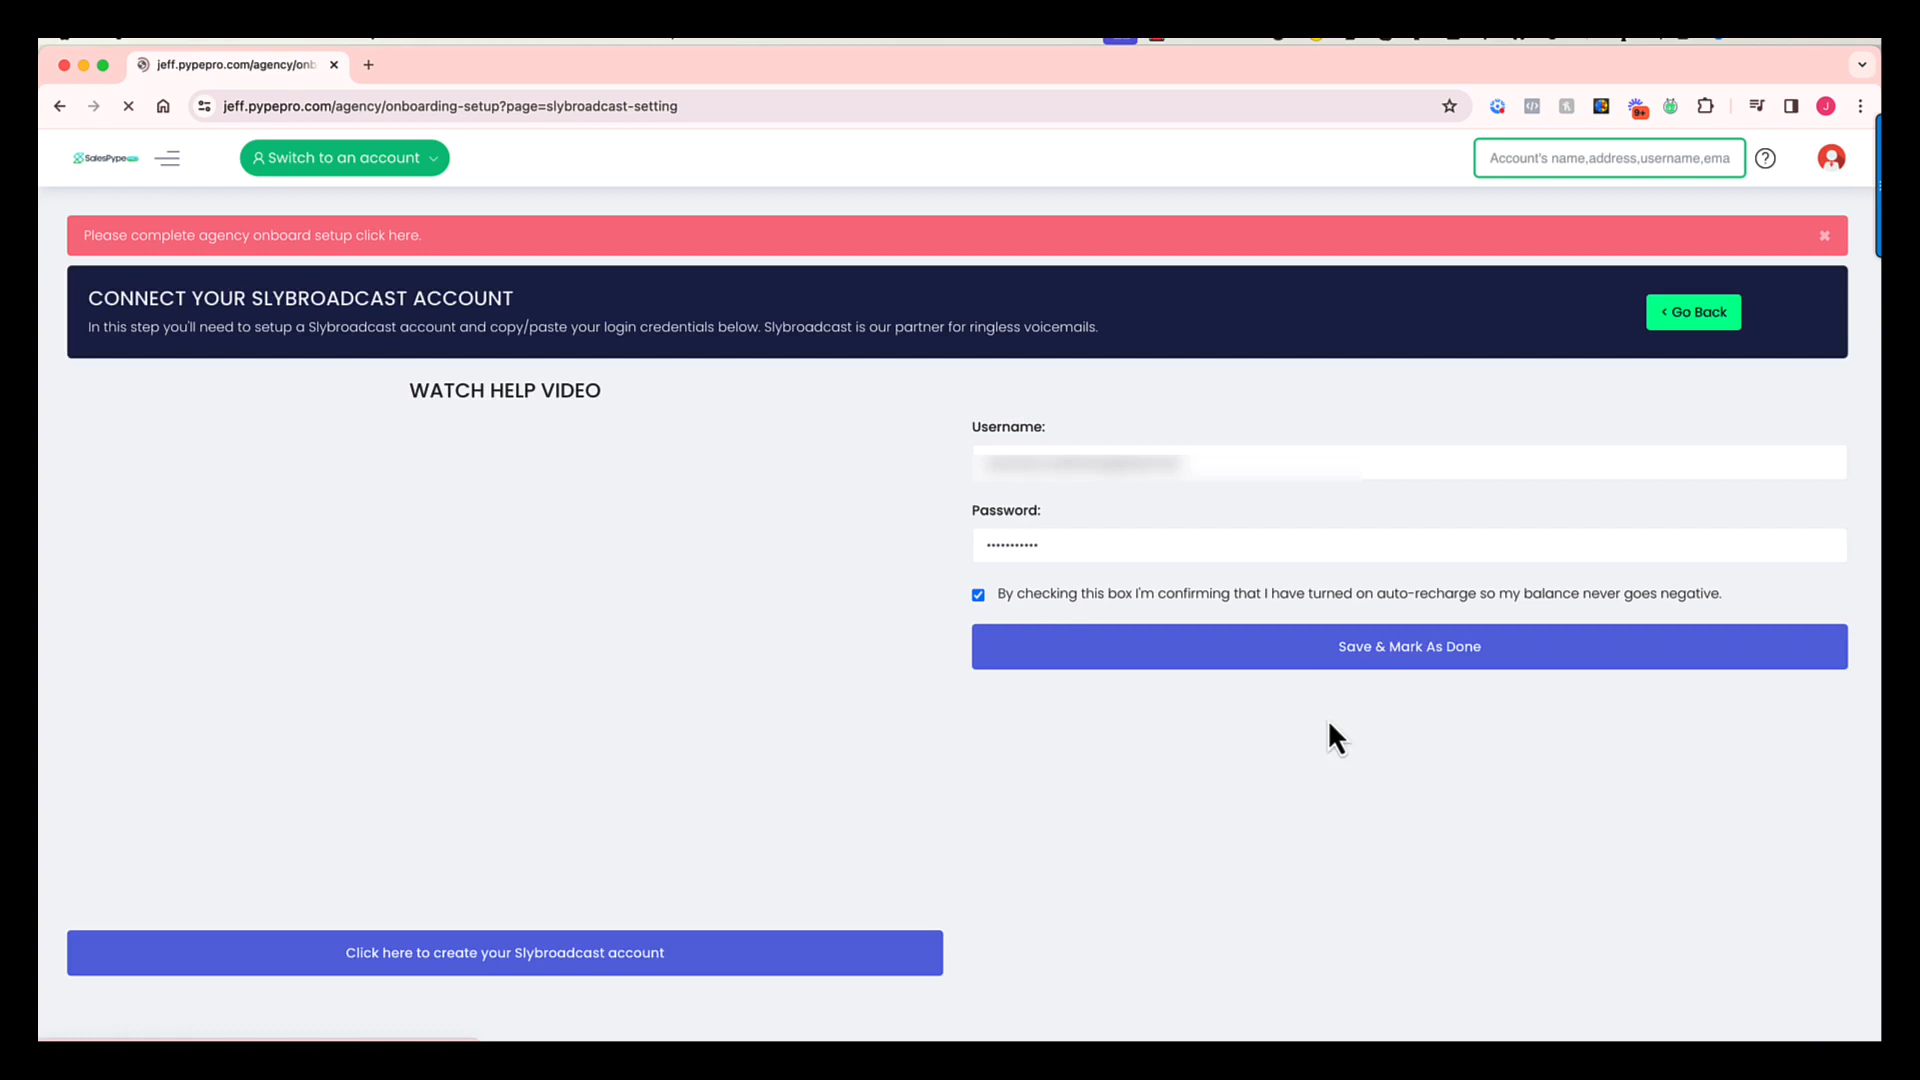 jeff.pypepro.com/agency/onb
jeff.pypepro.com/agency/onboarding-setup?page=slybroadcast-setting
9+
J
SalesPype
Switch to an account
Account's name,address,username,ema
Please complete agency onboard setup click here.
CONNECT YOUR SLYBROADCAST ACCOUNT
In this step you'll need to setup a Slybroadcast account and copy/paste your login credentials below. Slybroadcast is our partner for ringless voicemails.
< Go Back
WATCH HELP VIDEO
Username:
Password:
By checking this box I'm confirming that I have turned on auto-recharge so my balance never goes negative.
Save & Mark As Done
Click here to create your Slybroadcast account